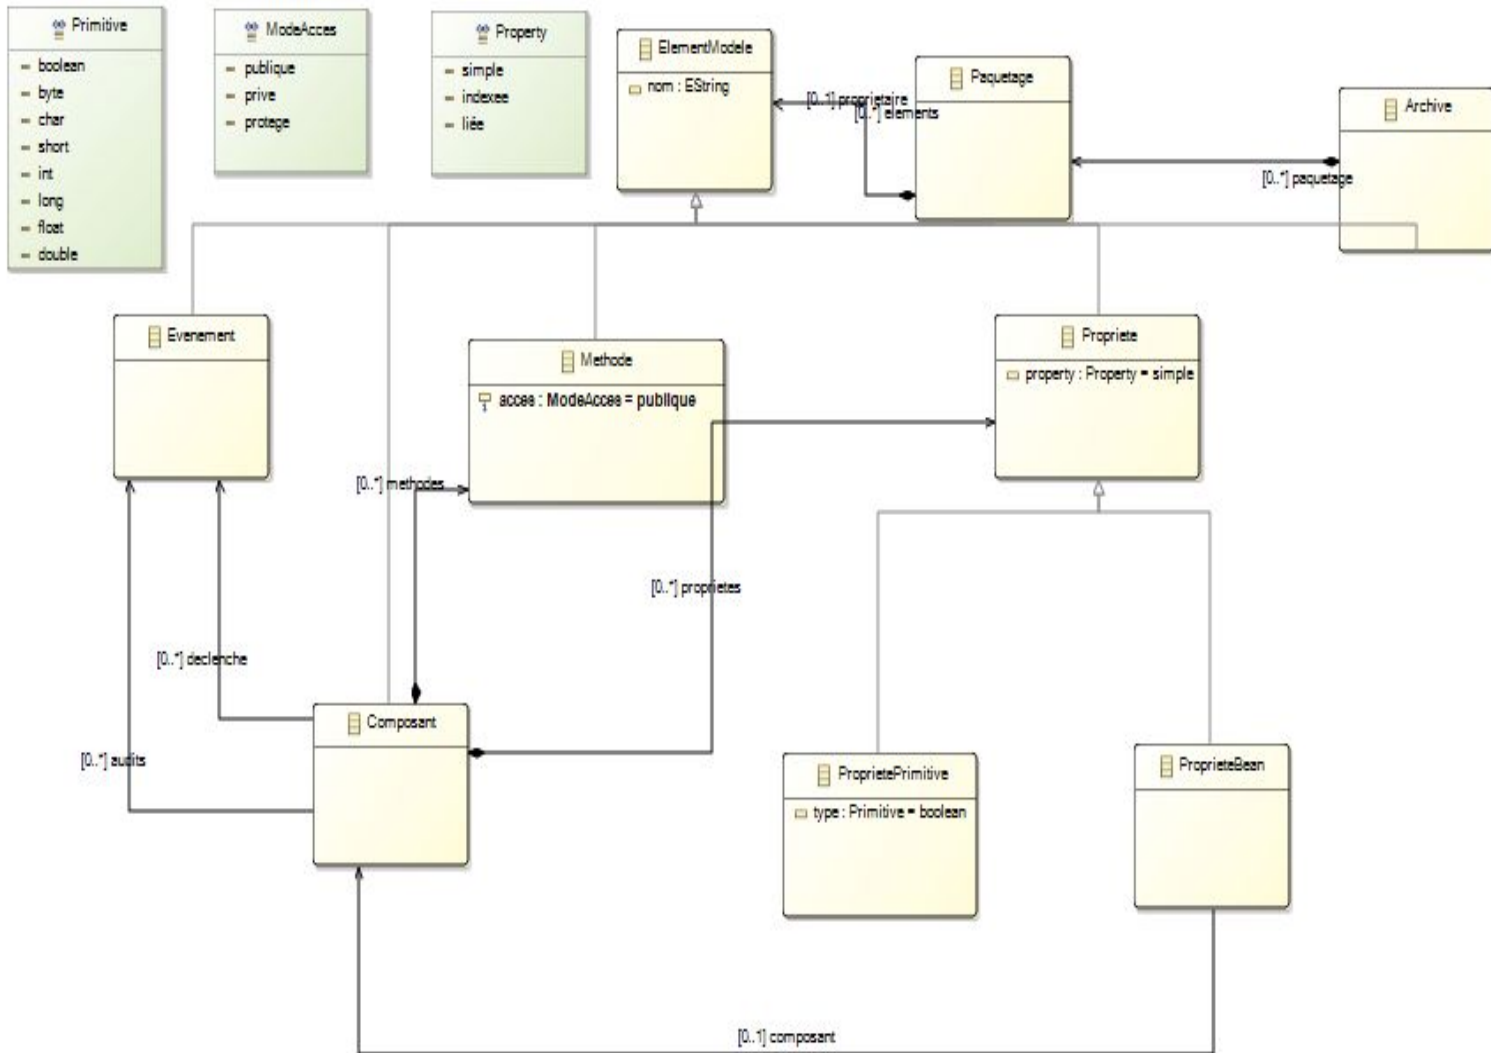 Primitive
boolean
byte
char
short
int
long
float
double
ModeAcces
publique
prive
protege
Property
simple
indexee
liée
ElementModele
nom : EString
[0..1] proprietaire
[0..*] elements
Paquetage
[0..*] paquetage
Archive
Evenement
Methode
acces : ModeAcces = publique
Propriete
property : Property = simple
[0..*] methodes
[0..*] proprietes
[0..*] declenche
[0..*] audits
Composant
ProprietePrimitive
type : Primitive = boolean
ProprieteBean
[0..1] composant